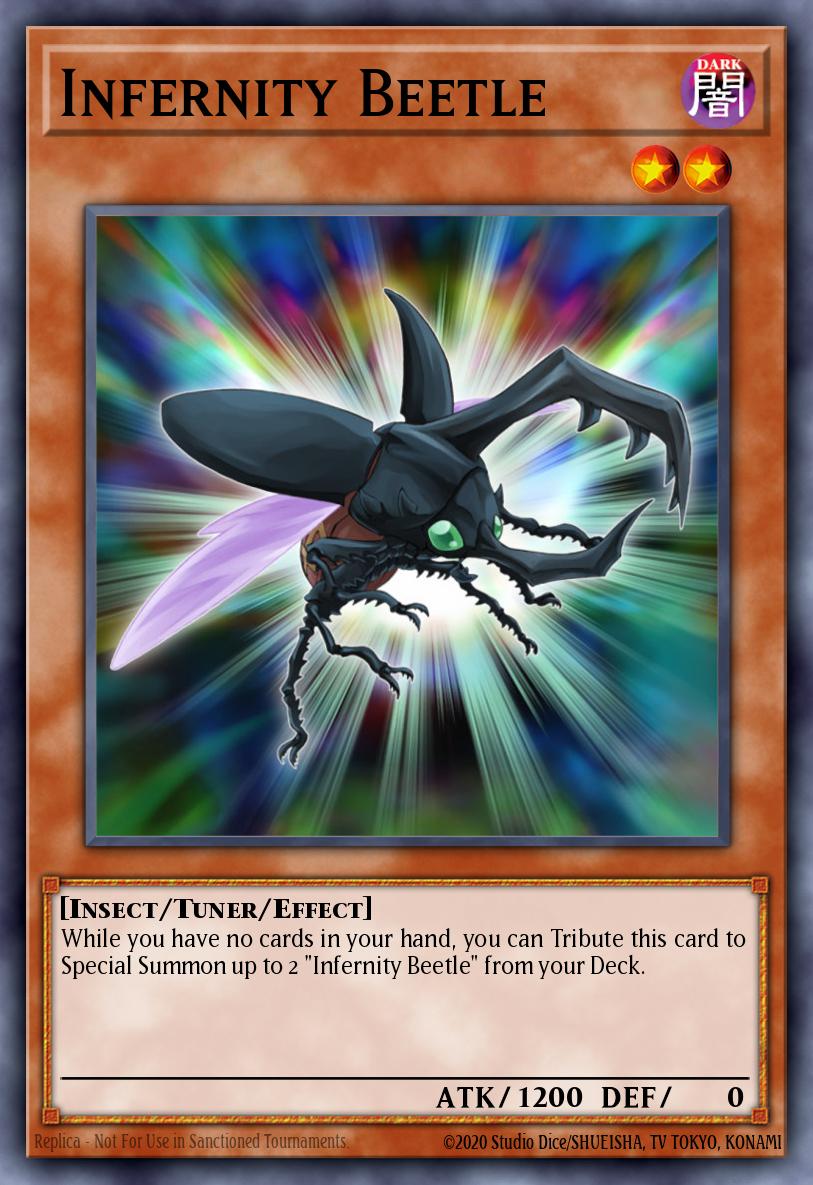 Infernity Beetle
DARK
闇
[Insect/Tuner/Effect]
While you have no cards in your hand, you can Tribute this card to
Special Summon up to 2 "Infernity Beetle" from your Deck.
ATK/1200 DEF/ 0
Replica - Not For Use in Sanctioned Tournaments.
©2020 Studio Dice/SHUEISHA, TV TOKYO, KONAMI